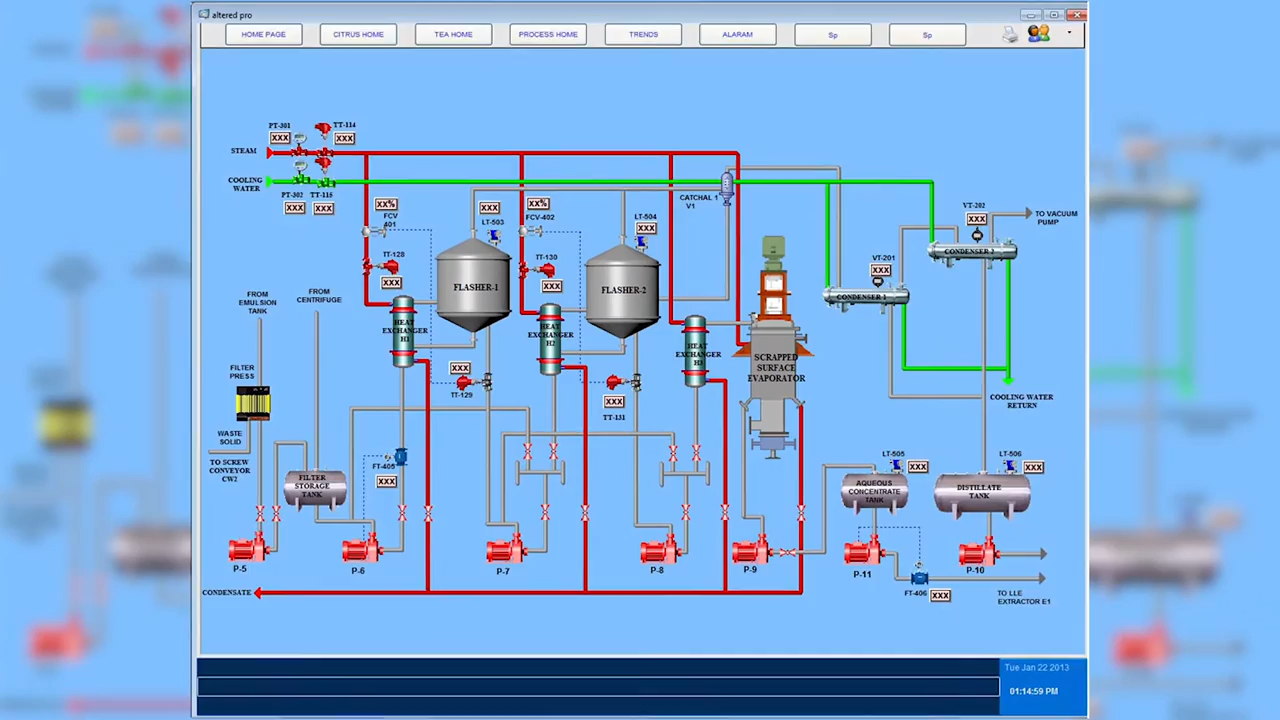 altered pro
HOME PAGE
CITRUS HOME
TEA HOME
PROCESS HOME
TRENDS
ALARAM
Sp
Sp
PT-301
XXX
TT-114
XXX
STEAM
COOLING
WATER
PT-302
XXX
TT-115
XXX
XX%
FCV
401
XXX
LT-503
XX%
FCV-402
LT-504
XXX
CATCHAL 1
V1
VT-202
XXX
TO VACUUM
PUMP
CONDENSER 2
VT-201
XXX
CONDENSER 1
TT-128
XXX
TT-130
XXX
FLASHER-1
FLASHER-2
FROM
EMULSION
TANK
FROM
CENTRIFUGE
HEAT
EXCHANGER
H1
HEAT
EXCHANGER
H2
HEAT
EXCHANGER
H3
SCRAPPED
SURFACE
EVAPORATOR
FILTER
PRESS
XXX
TT-129
XXX
TT-131
COOLING WATER
RETURN
WASTE
SOLID
TO SCREW
CONVEYOR
CW2
FT-405
XXX
FILTER
STORAGE
TANK
LT-505
XXX
AQUEOUS
CONCENTRATE
TANK
LT-506
XXX
DISTILLATE
TANK
P-5
P-6
P-7
P-8
P-9
P-11
P-10
FT-406
XXX
TO LLE
EXTRACTOR E1
CONDENSATE
Tue Jan 22 2013
01:14:59 PM